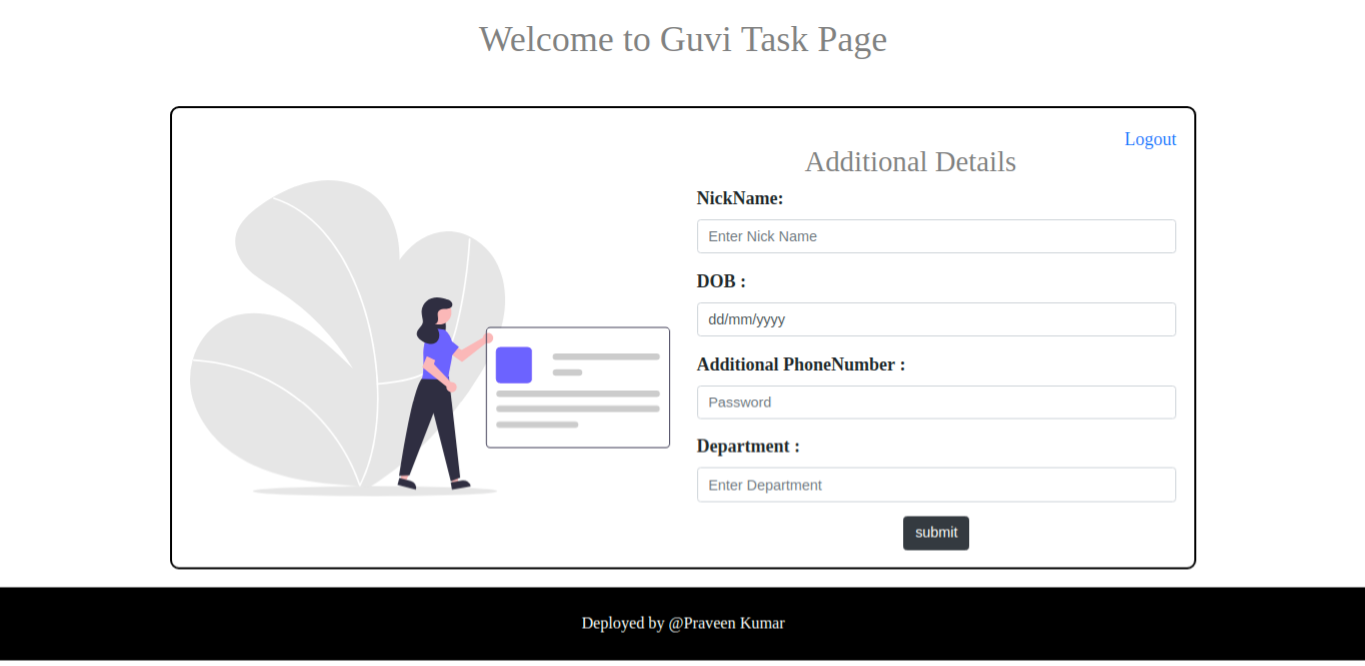 Welcome to Guvi Task Page
Logout
Additional Details
NickName:
Enter Nick Name
DOB :
dd/mm/yyyy
Additional PhoneNumber :
Password
Department :
Enter Department
submit
Deployed by @Praveen Kumar